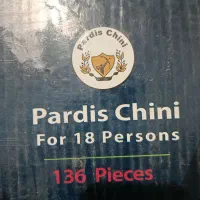 Pardis Chini
Pardis Chini
For 18 Persons
136 Pieces